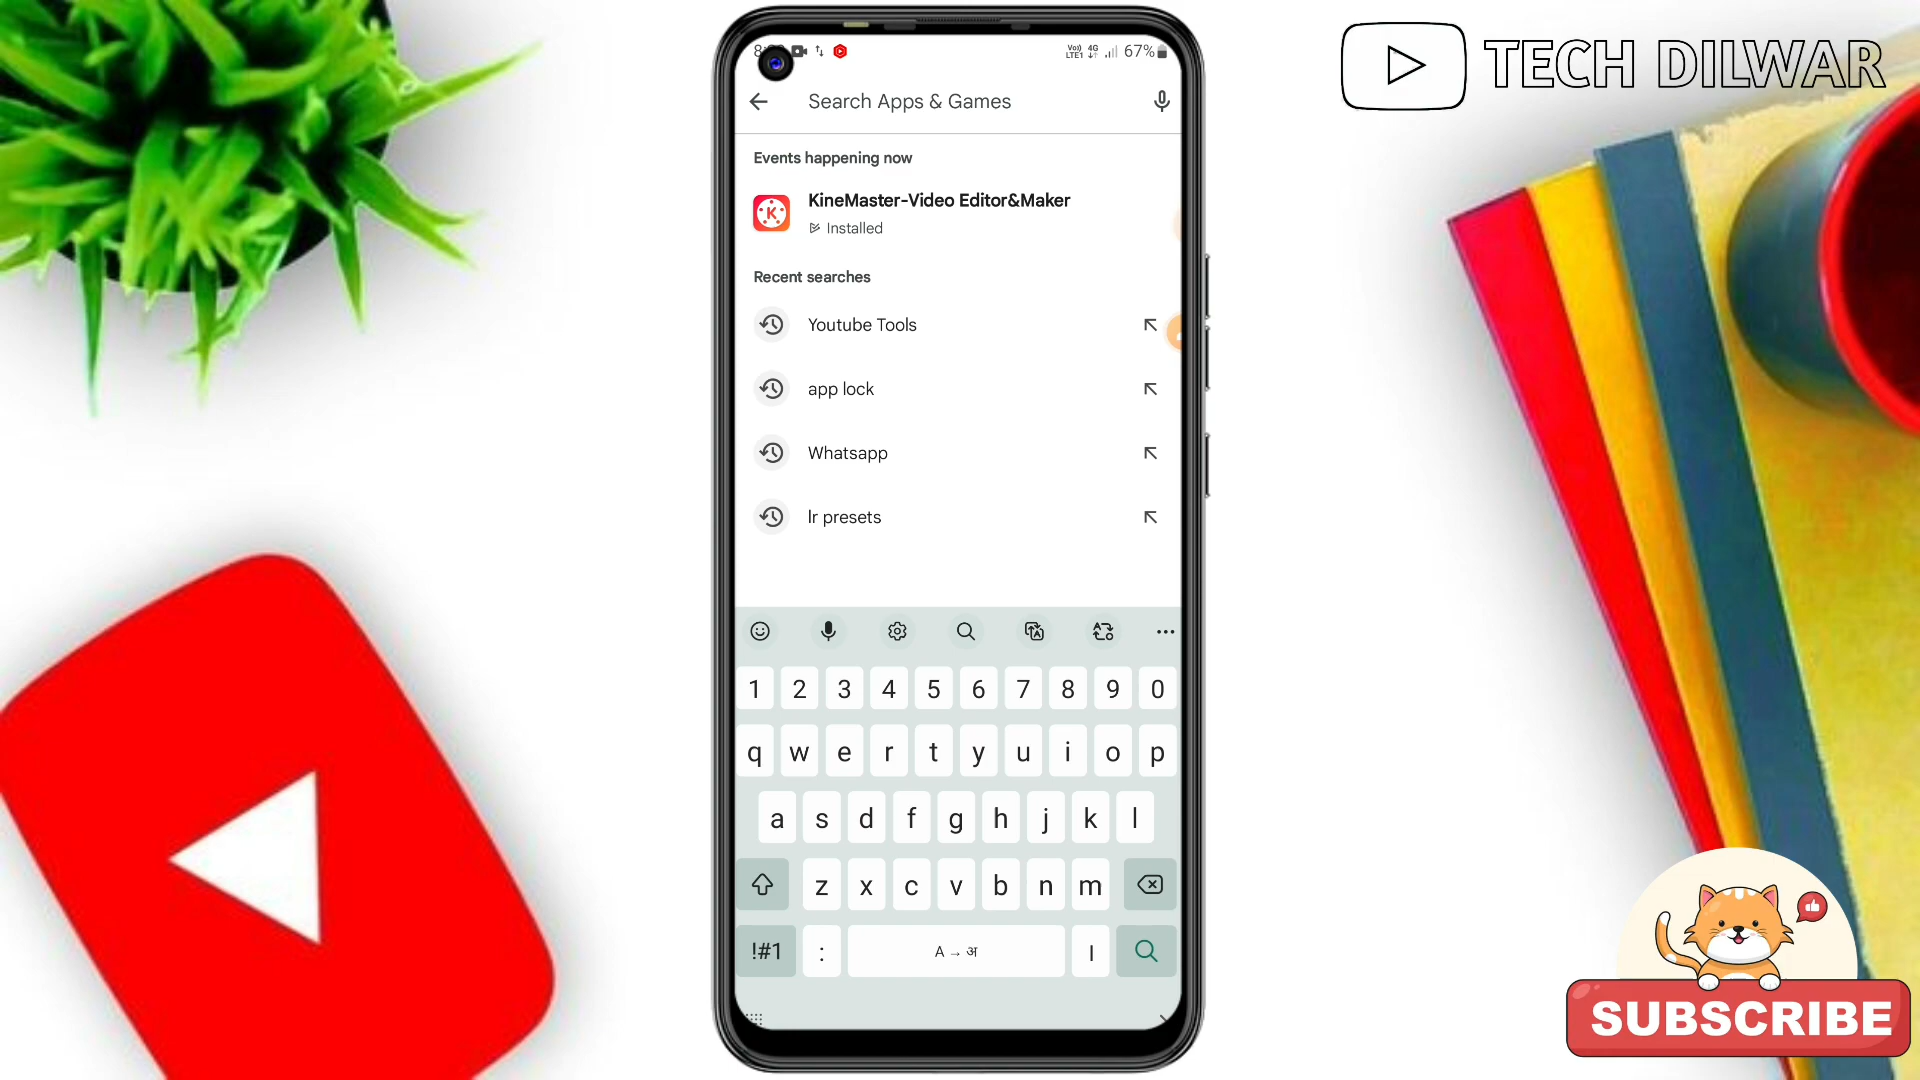 TECH DILWAR
67%
Search Apps & Games
Events happening now
KineMaster-Video Editor&Maker
Installed
Recent searches
Youtube Tools
app lock
Whatsapp
lr presets
1 2 3 4 5 6 7 8 9 0
q w e r t y u i o p
a s d f g h j k l
z x c v b n m
!#1 : A → अ |
SUBSCRIBE